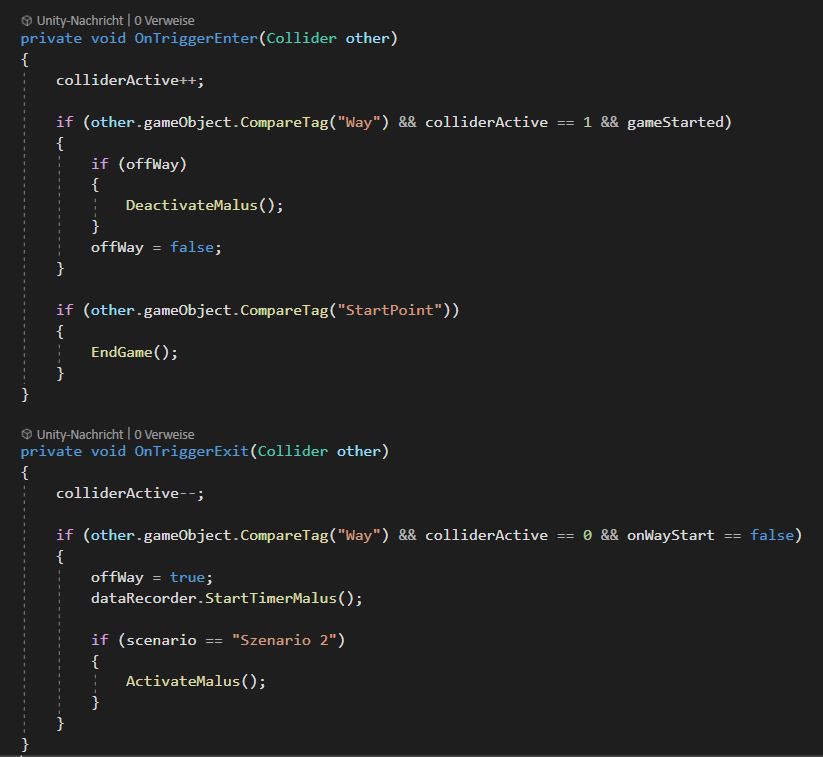 Unity-Nachricht | 0 Verweise
private void OnTriggerEnter(Collider other)
{
    colliderActive++;

    if (other.gameObject.CompareTag("Way") && colliderActive == 1 && gameStarted)
    {
        if (offWay)
        {
            DeactivateMalus();
        }
        offWay = false;
    }

    if (other.gameObject.CompareTag("StartPoint"))
    {
        EndGame();
    }
}

Unity-Nachricht | 0 Verweise
private void OnTriggerExit(Collider other)
{
    colliderActive--;

    if (other.gameObject.CompareTag("Way") && colliderActive == 0 && onWayStart == false)
    {
        offWay = true;
        dataRecorder.StartTimerMalus();

        if (scenario == "Szenario 2")
        {
            ActivateMalus();
        }
    }
}